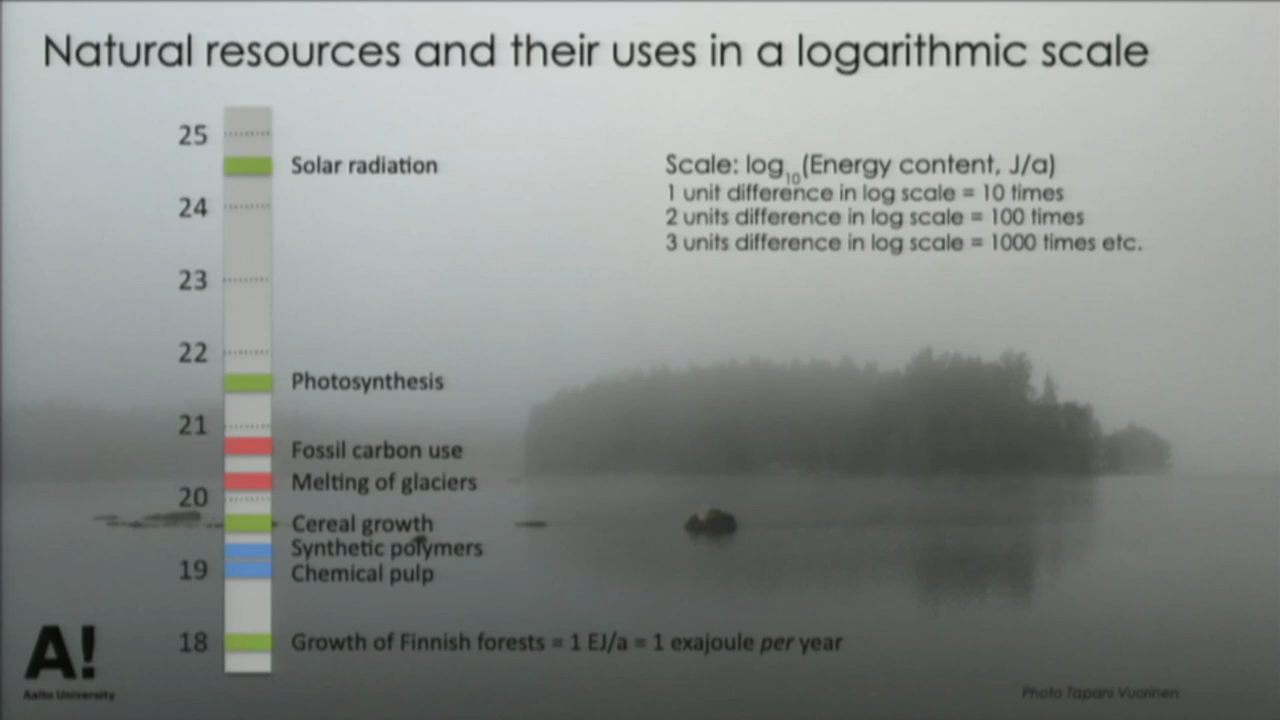 Natural resources and their uses in a logarithmic scale
25
Solar radiation
24
23
22
Photosynthesis
21
Fossil carbon use
Melting of glaciers
20
Cereal growth
Synthetic polymers
19
Chemical pulp
18
Growth of Finnish forests = 1 EJ/a = 1 exajoule per year
Scale: log10(Energy content, J/a)
1 unit difference in log scale = 10 times
2 units difference in log scale = 100 times
3 units difference in log scale = 1000 times etc.
A!
Aalto University
Photo Tapani Vuorinen